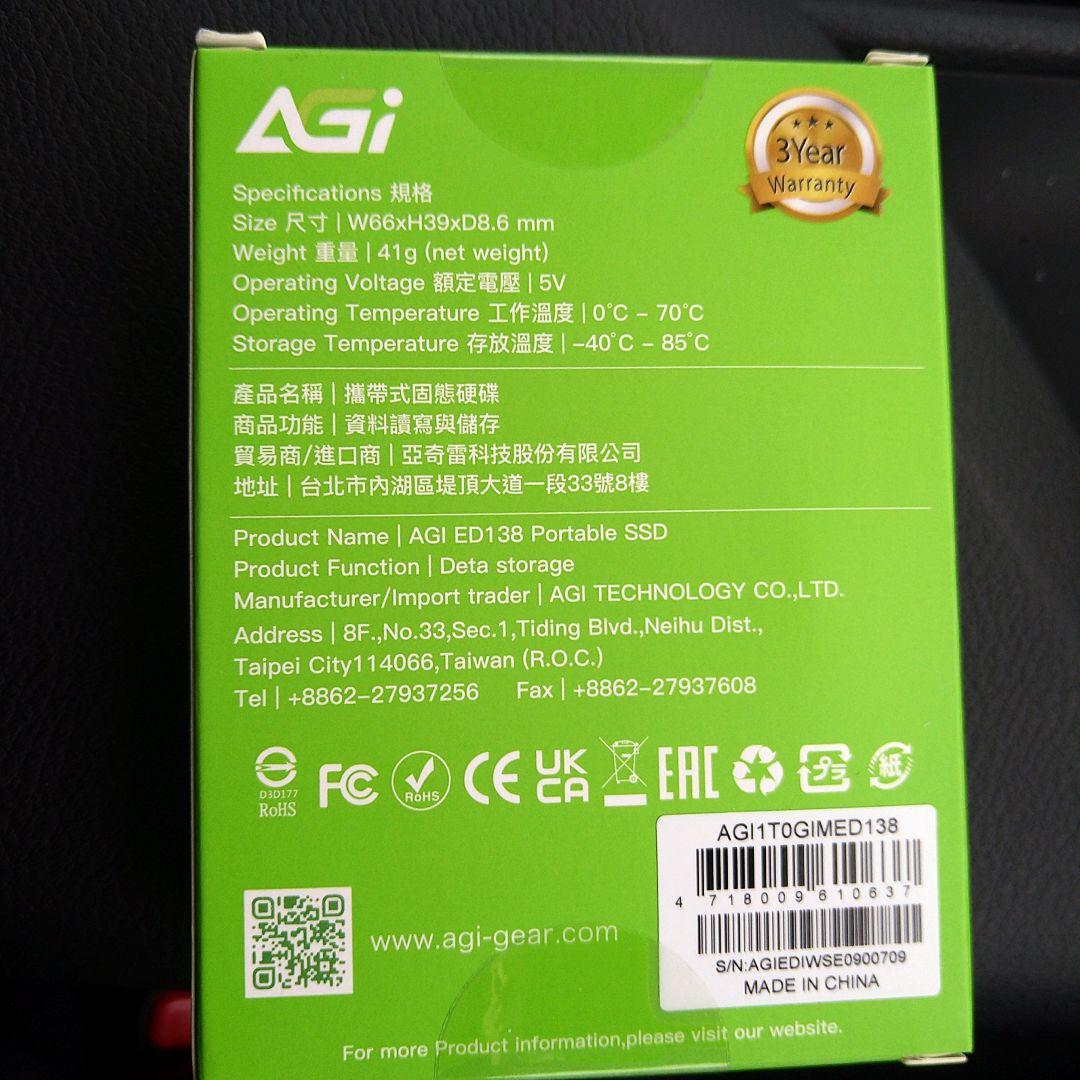 AGi
3Year
Warranty
Specifications 規格
Size 尺寸 | W66xH39xD8.6 mm
Weight 重量 | 41g (net weight)
Operating Voltage 額定電壓 | 5V
Operating Temperature 工作溫度 | 0°C – 70°C
Storage Temperature 存放溫度 | –40°C – 85°C
產品名稱 | 攜帶式固態硬碟
商品功能 | 資料讀寫與儲存
貿易商/進口商 | 亞奇雷科技股份有限公司
地址 | 台北市內湖區堤頂大道一段33號8樓
Product Name | AGI ED138 Portable SSD
Product Function | Deta storage
Manufacturer/Import trader | AGI TECHNOLOGY CO.,LTD.
Address | 8F.,No.33,Sec.1,Tiding Blvd.,Neihu Dist.,
Taipei City114066,Taiwan (R.O.C.)
Tel | +8862–27937256 Fax | +8862–27937608
D3D177
RoHS
FC
RoHS
CE
UK
CA
EAC
プラ
紙
AGI1T0GIMED138
4 718009 610637
S/N:AGIEDIWSE0900709
MADE IN CHINA
www.agi-gear.com
For more Product information,please visit our website.